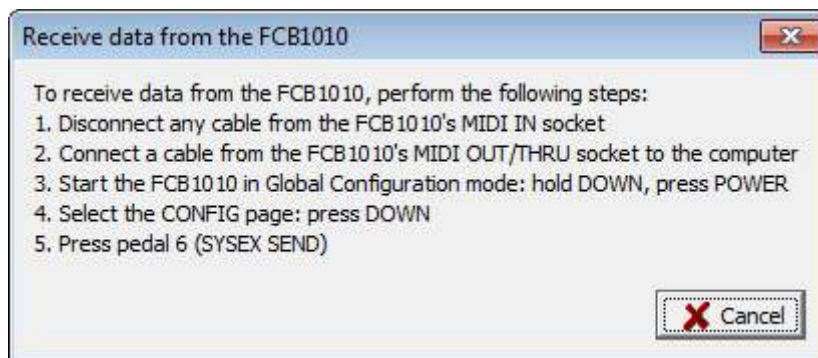 Receive data from the FCB1010
To receive data from the FCB1010, perform the following steps:
1. Disconnect any cable from the FCB1010's MIDI IN socket
2. Connect a cable from the FCB1010's MIDI OUT/THRU socket to the computer
3. Start the FCB1010 in Global Configuration mode: hold DOWN, press POWER
4. Select the CONFIG page: press DOWN
5. Press pedal 6 (SYSEX SEND)
Cancel